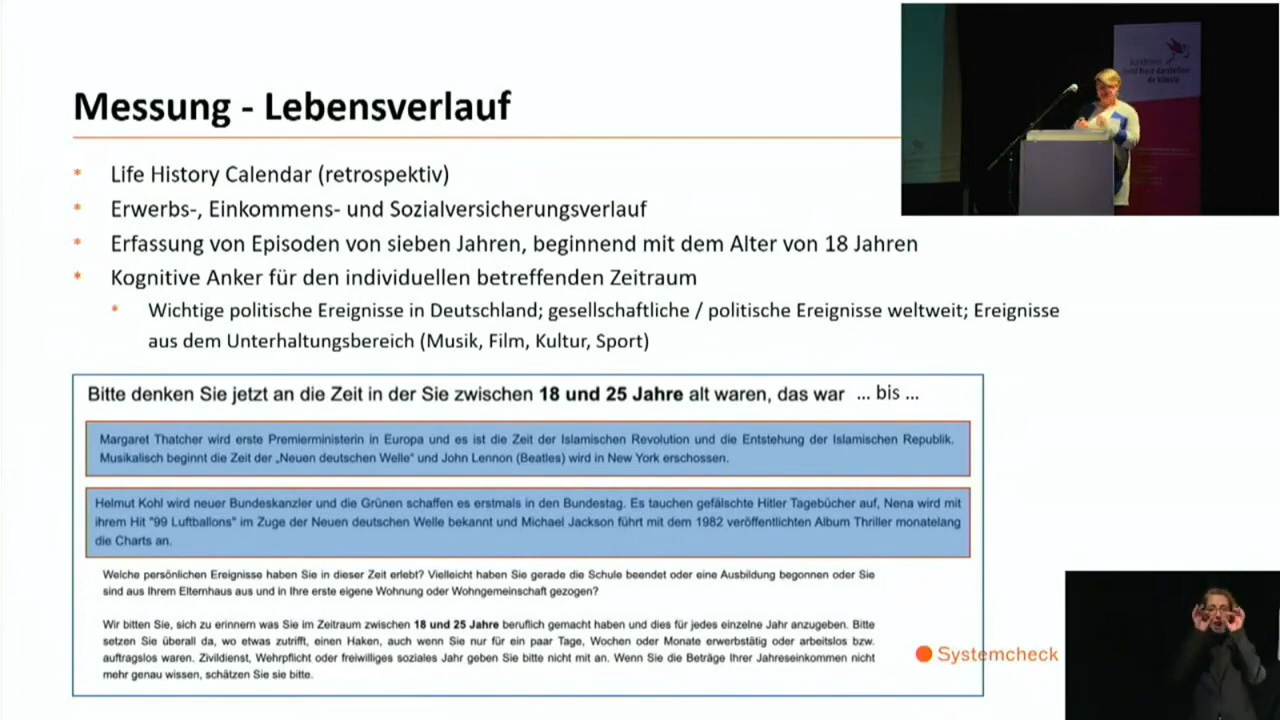 Messung - Lebensverlauf
* Life History Calendar (retrospektiv)
* Erwerbs-, Einkommens- und Sozialversicherungsverlauf
* Erfassung von Episoden von sieben Jahren, beginnend mit dem Alter von 18 Jahren
* Kognitive Anker für den individuellen betreffenden Zeitraum
* Wichtige politische Ereignisse in Deutschland; gesellschaftliche / politische Ereignisse weltweit; Ereignisse
aus dem Unterhaltungsbereich (Musik, Film, Kultur, Sport)
Bitte denken Sie jetzt an die Zeit in der Sie zwischen 18 und 25 Jahre alt waren, das war ... bis ...
Margaret Thatcher wird erste Premierministerin in Europa und es ist die Zeit der Islamischen Revolution und die Entstehung der Islamischen Republik.
Musikalisch beginnt die Zeit der „Neuen deutschen Welle" und John Lennon (Beatles) wird in New York erschossen.
Helmut Kohl wird neuer Bundeskanzler und die Grünen schaffen es erstmals in den Bundestag. Es tauchen gefälschte Hitler Tagebücher auf, Nena wird mit
ihrem Hit "99 Luftballons" im Zuge der Neuen deutschen Welle bekannt und Michael Jackson führt mit dem 1982 veröffentlichten Album Thriller monatelang
die Charts an.
Welche persönlichen Ereignisse haben Sie in dieser Zeit erlebt? Vielleicht haben Sie gerade die Schule beendet oder eine Ausbildung begonnen oder Sie
sind aus Ihrem Elternhaus aus und in Ihre erste eigene Wohnung oder Wohngemeinschaft gezogen?
Wir bitten Sie, sich zu erinnern was Sie im Zeitraum zwischen 18 und 25 Jahre beruflich gemacht haben und dies für jedes einzelne Jahr anzugeben. Bitte
setzen Sie überall da, wo etwas zutrifft, einen Haken, auch wenn Sie nur für ein paar Tage, Wochen oder Monate erwerbstätig oder arbeitslos bzw.
auftragslos waren. Zivildienst, Wehrpflicht oder freiwilliges soziales Jahr geben Sie bitte nicht mit an. Wenn Sie die Beträge Ihrer Jahreseinkommen nicht
mehr genau wissen, schätzen Sie sie bitte.
Systemcheck